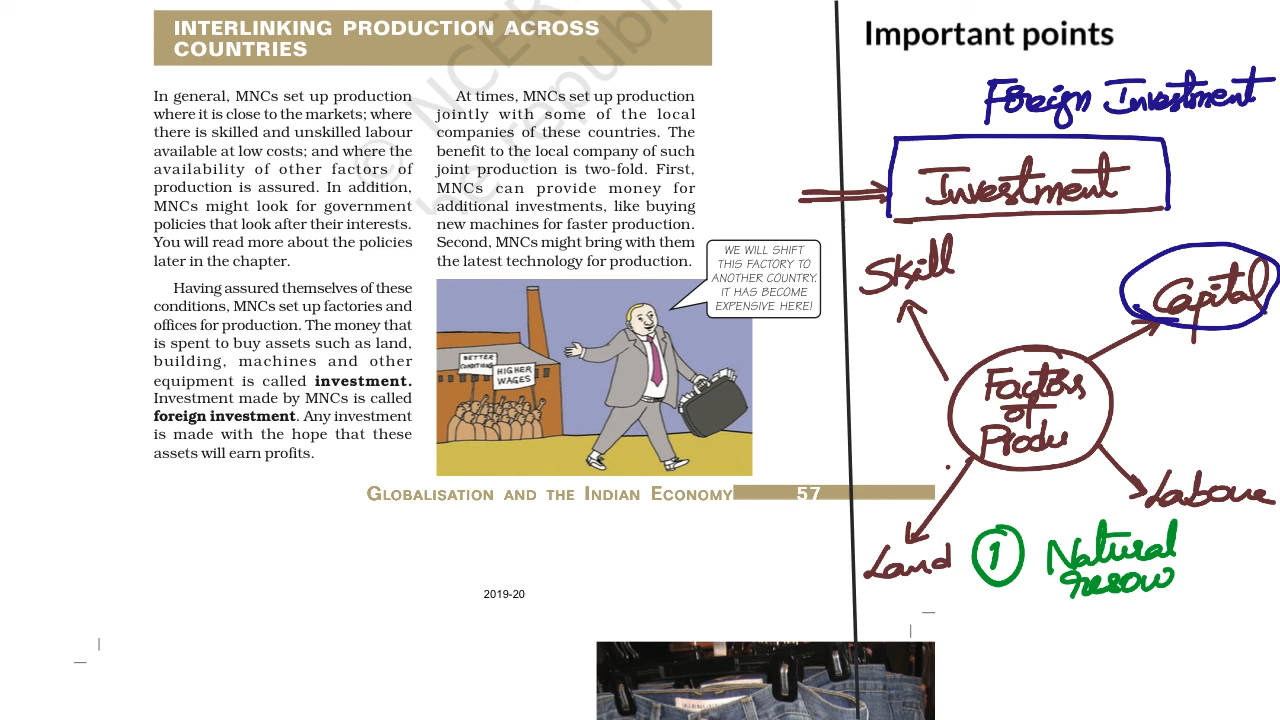 INTERLINKING PRODUCTION ACROSS
COUNTRIES
In general, MNCs set up production
where it is close to the markets; where
there is skilled and unskilled labour
available at low costs; and where the
availability of other factors of
production is assured. In addition,
MNCs might look for government
policies that look after their interests.
You will read more about the policies
later in the chapter.
Having assured themselves of these
conditions, MNCs set up factories and
offices for production. The money that
is spent to buy assets such as land,
building, machines and other
equipment is called investment.
Investment made by MNCs is called
foreign investment. Any investment
is made with the hope that these
assets will earn profits.
At times, MNCs set up production
jointly with some of the local
companies of these countries. The
benefit to the local company of such
joint production is two-fold. First,
MNCs can provide money for
additional investments, like buying
new machines for faster production.
Second, MNCs might bring with them
the latest technology for production.
WE WILL SHIFT
THIS FACTORY TO
ANOTHER COUNTRY.
IT HAS BECOME
EXPENSIVE HERE!
BETTER
CONDITIONS
HIGHER
WAGES
GLOBALISATION AND THE INDIAN ECONOMY 57
2019-20
© NCERT
the republi
Important points
Foreign Investment
Investment
Skill
Capital
Factors
of
Produ
Labour
Land
1 Natural
resou